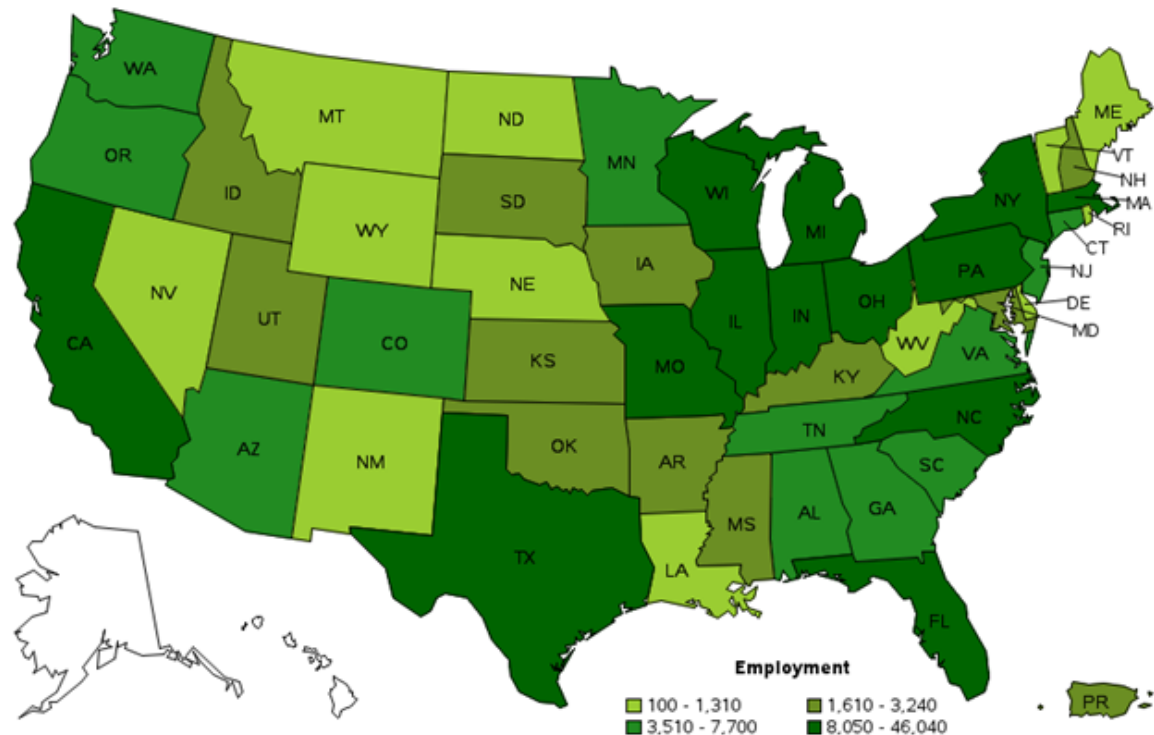 WA
MT
ND
ME
OR
MN
VT
ID
WI
NH
SD
NY
MA
WY
MI
RI
CT
IA
PA
NJ
NE
NV
OH
DE
UT
IL
IN
MD
CO
WV
VA
CA
KS
MO
KY
NC
TN
AZ
OK
NM
AR
SC
AL
GA
MS
TX
LA
FL
Employment
100 - 1,310 1,610 - 3,240
3,510 - 7,700 8,050 - 46,040
PR